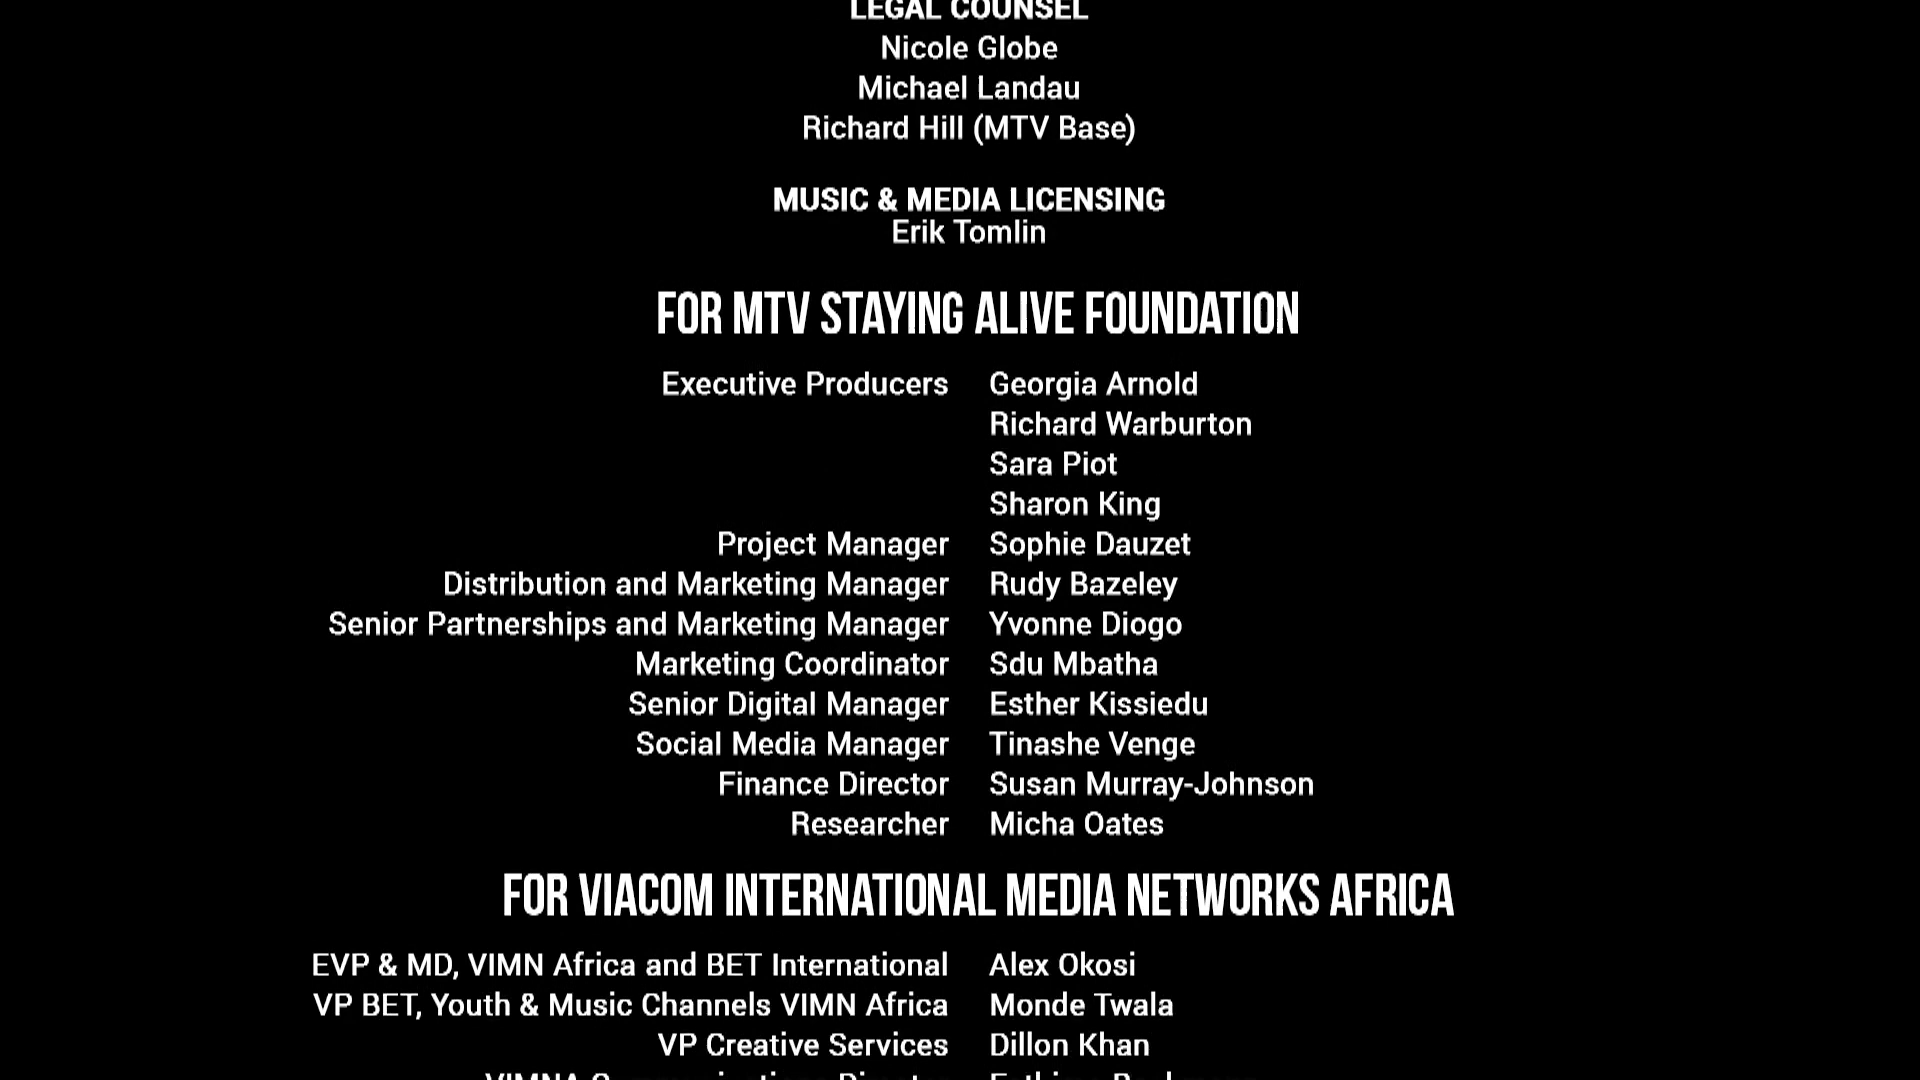 LEGAL COUNSEL
Nicole Globe
Michael Landau
Richard Hill (MTV Base)
MUSIC & MEDIA LICENSING
Erik Tomlin
FOR MTV STAYING ALIVE FOUNDATION
Executive Producers Georgia Arnold
Richard Warburton
Sara Piot
Sharon King
Project Manager Sophie Dauzet
Distribution and Marketing Manager Rudy Bazeley
Senior Partnerships and Marketing Manager Yvonne Diogo
Marketing Coordinator Sdu Mbatha
Senior Digital Manager Esther Kissiedu
Social Media Manager Tinashe Venge
Finance Director Susan Murray-Johnson
Researcher Micha Oates
FOR VIACOM INTERNATIONAL MEDIA NETWORKS AFRICA
EVP & MD, VIMN Africa and BET International Alex Okosi
VP BET, Youth & Music Channels VIMN Africa Monde Twala
VP Creative Services Dillon Khan